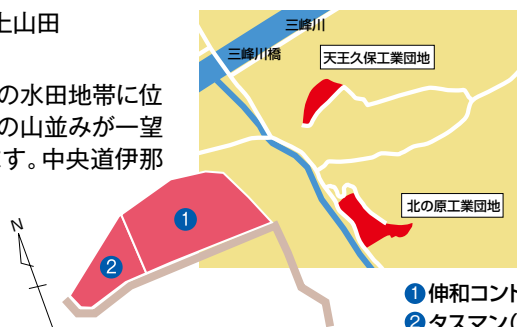 上山田
の水田地帯に位
の山並みが一望
す。中央道伊那
三峰川
三峰川橋
天王久保工業団地
北の原工業団地
N
1
2
1 伸和コント
2 タスマン(